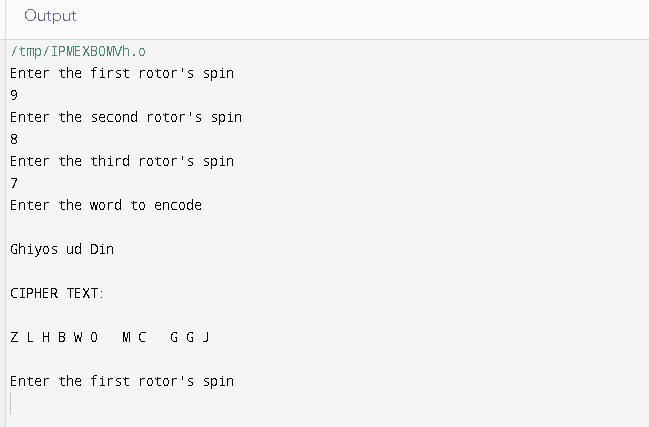 Output
/tmp/IPMEXBOMVh.o
Enter the first rotor's spin
9
Enter the second rotor's spin
8
Enter the third rotor's spin
7
Enter the word to encode
Ghiyos ud Din
CIPHER TEXT:
Z L H B W O   M C   G G J
Enter the first rotor's spin